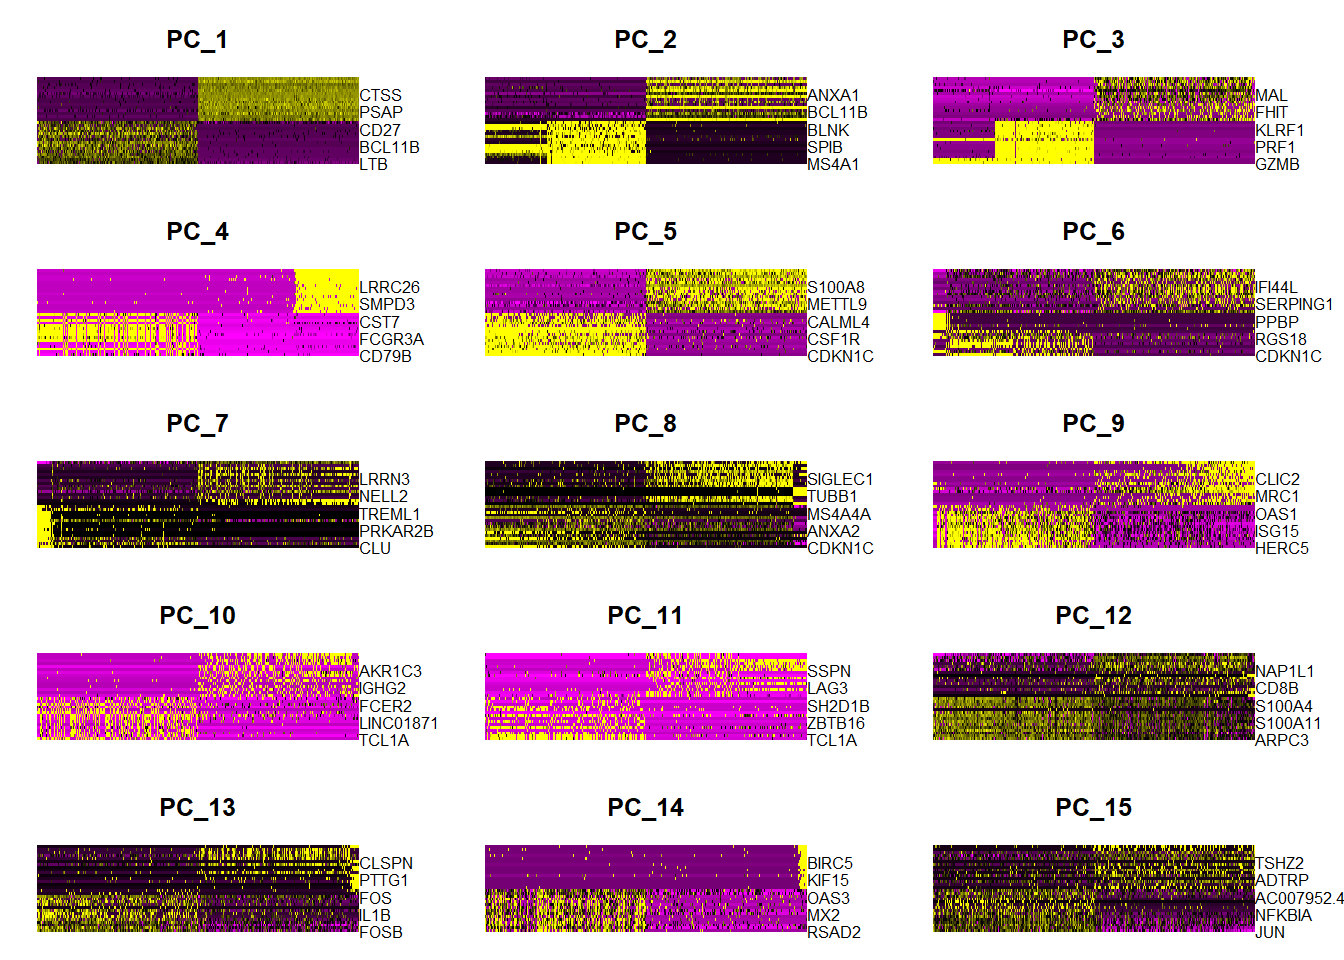 PC_1
CTSS
PSAP
CD27
BCL11B
LTB
PC_2
ANXA1
BCL11B
BLNK
SPIB
MS4A1
PC_3
MAL
FHIT
KLRF1
PRF1
GZMB
PC_4
LRRC26
SMPD3
CST7
FCGR3A
CD79B
PC_5
S100A8
METTL9
CALML4
CSF1R
CDKN1C
PC_6
IFI44L
SERPING1
PPBP
RGS18
CDKN1C
PC_7
LRRN3
NELL2
TREML1
PRKAR2B
CLU
PC_8
SIGLEC1
TUBB1
MS4A4A
ANXA2
CDKN1C
PC_9
CLIC2
MRC1
OAS1
ISG15
HERC5
PC_10
AKR1C3
IGHG2
FCER2
LINC01871
TCL1A
PC_11
SSPN
LAG3
SH2D1B
ZBTB16
TCL1A
PC_12
NAP1L1
CD8B
S100A4
S100A11
ARPC3
PC_13
CLSPN
PTTG1
FOS
IL1B
FOSB
PC_14
BIRC5
KIF15
OAS3
MX2
RSAD2
PC_15
TSHZ2
ADTRP
AC007952.4
NFKBIA
JUN